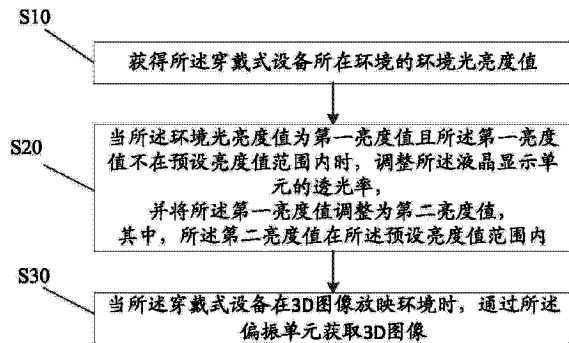 S10
获得所述穿戴式设备所在环境的环境光亮度值
S20
当所述环境光亮度值为第一亮度值且所述第一亮度
值不在预设亮度值范围内时，调整所述液晶显示单
元的透光率，
并将所述第一亮度值调整为第二亮度值，
其中，所述第二亮度值在所述预设亮度值范围内
S30
当所述穿戴式设备在3D图像放映环境时，通过所述
偏振单元获取3D图像